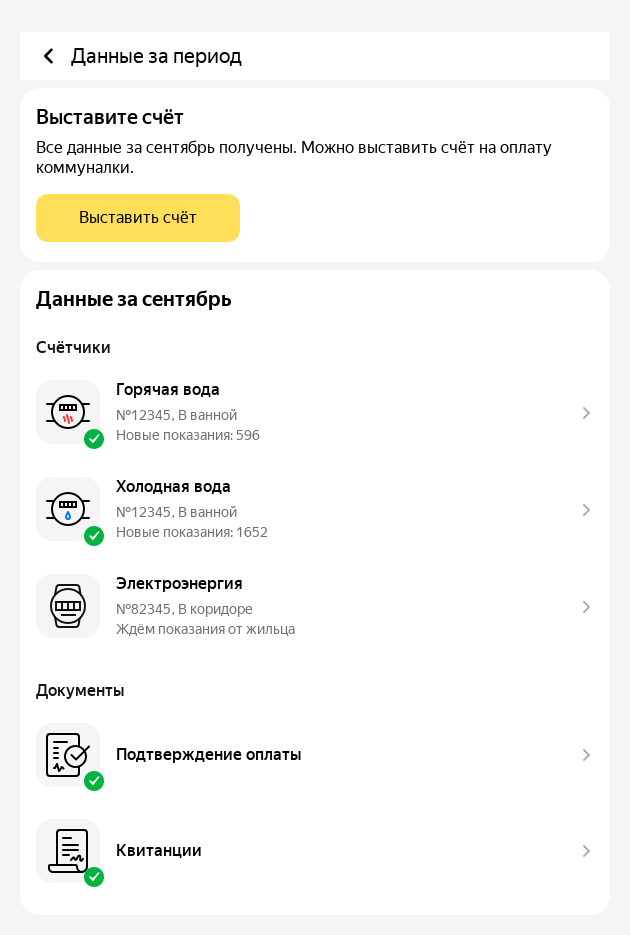 Данные за период
Выставите счёт
Все данные за сентябрь получены. Можно выставить счёт на оплату
коммуналки.
Выставить счёт
Данные за сентябрь
Счётчики
Горячая вода
№12345, В ванной
Новые показания: 596
Холодная вода
№12345, В ванной
Новые показания: 1652
Электроэнергия
№82345, В коридоре
Ждём показания от жильца
Документы
Подтверждение оплаты
Квитанции